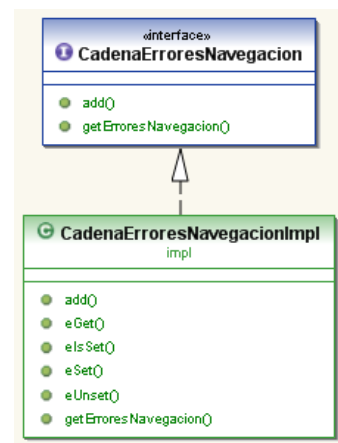 «interface»
I CadenaErroresNavegacion
add()
getErroresNavegacion()
C CadenaErroresNavegacionImpl
impl
add()
eGet()
eIsSet()
eSet()
eUnset()
getErroresNavegacion()